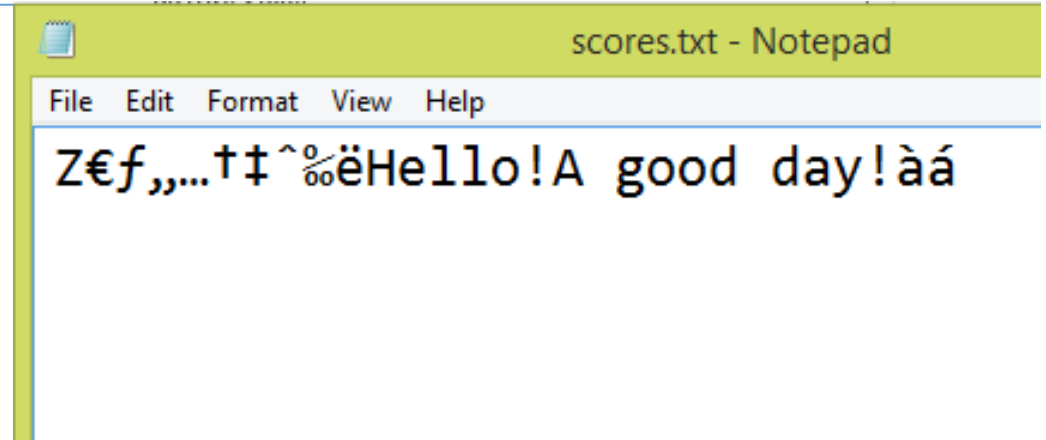 scores.txt - Notepad
File Edit Format View Help
Z€ƒ„…†‡ˆ‰ëHello!A good day!àá